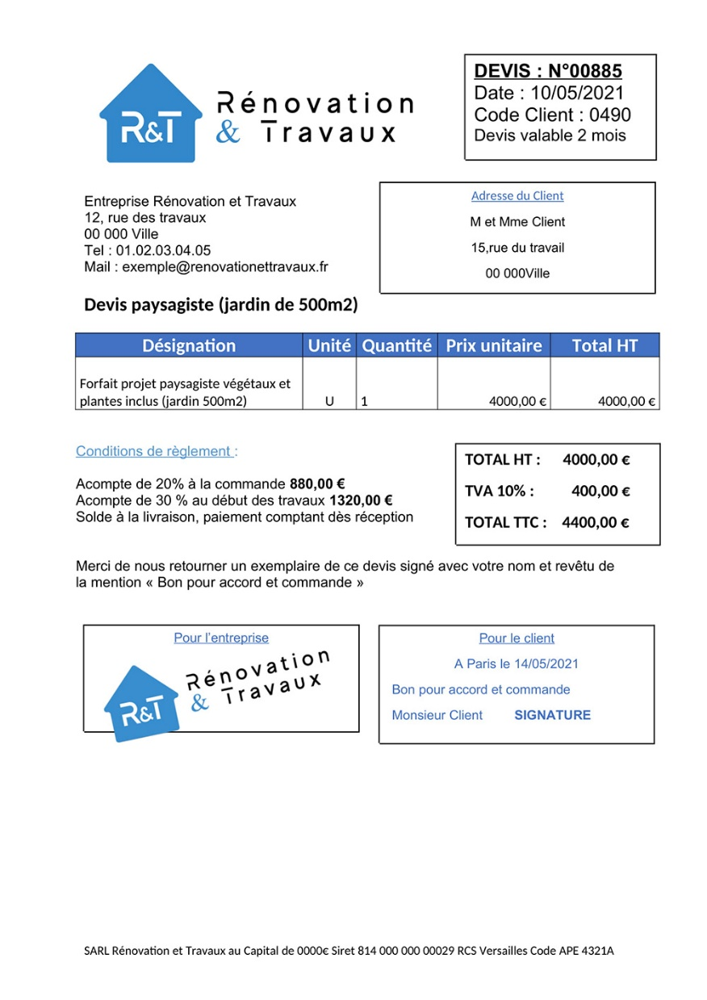 R&T
Rénovation
& Travaux
DEVISː N°00885
Date : 10/05/2021
Code Client : 0490
Devis valable 2 mois
Entreprise Rénovation et Travaux
12, rue des travaux
00 000 Ville
Tel : 01.02.03.04.05
Mail : exemple@renovationettravaux.fr
Adresse du Client
M et Mme Client
15,rue du travail
00 000Ville
Devis paysagiste (jardin de 500m2)
Désignation Unité Quantité Prix unitaire Total HT
Forfait projet paysagiste végétaux et
plantes inclus (jardin 500m2) U 1 4000,00 € 4000,00 €
Conditions de règlement :
Acompte de 20% à la commande 880,00 €
Acompte de 30 % au début des travaux 1320,00 €
Solde à la livraison, paiement comptant dès réception
TOTAL HT : 4000,00 €
TVA 10% : 400,00 €
TOTAL TTC : 4400,00 €
Merci de nous retourner un exemplaire de ce devis signé avec votre nom et revêtu de
la mention « Bon pour accord et commande »
Pour l'entreprise
R&T
Rénovation
& Travaux
Pour le client
A Paris le 14/05/2021
Bon pour accord et commande
Monsieur Client SIGNATURE
SARL Rénovation et Travaux au Capital de 0000€ Siret 814 000 000 00029 RCS Versailles Code APE 4321A